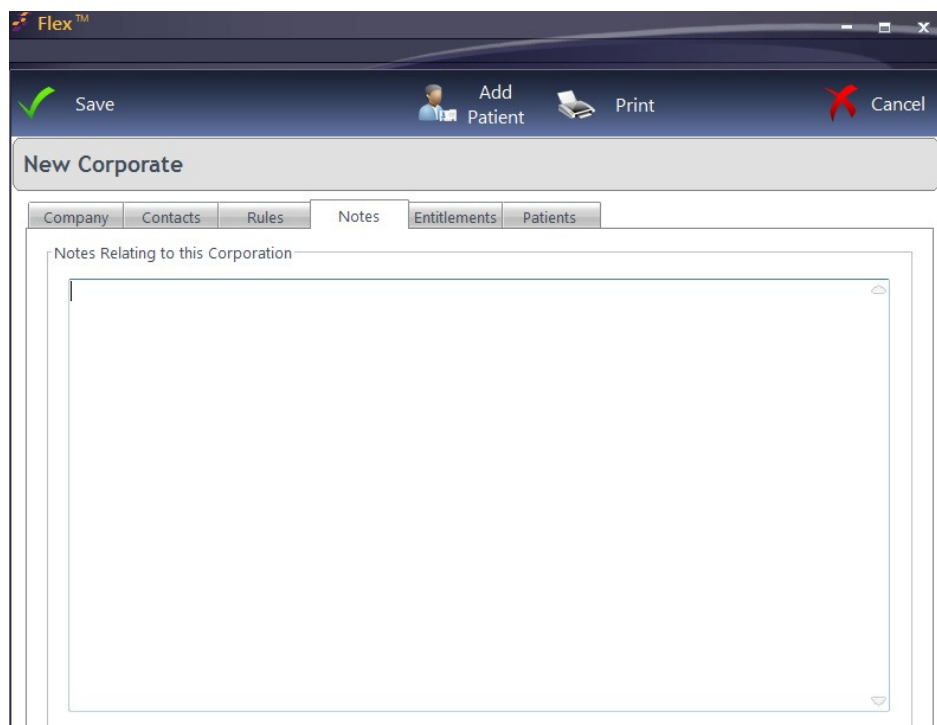 Flex™
Save
Add
Patient
Print
Cancel
New Corporate
Company Contacts Rules Notes Entitlements Patients
Notes Relating to this Corporation